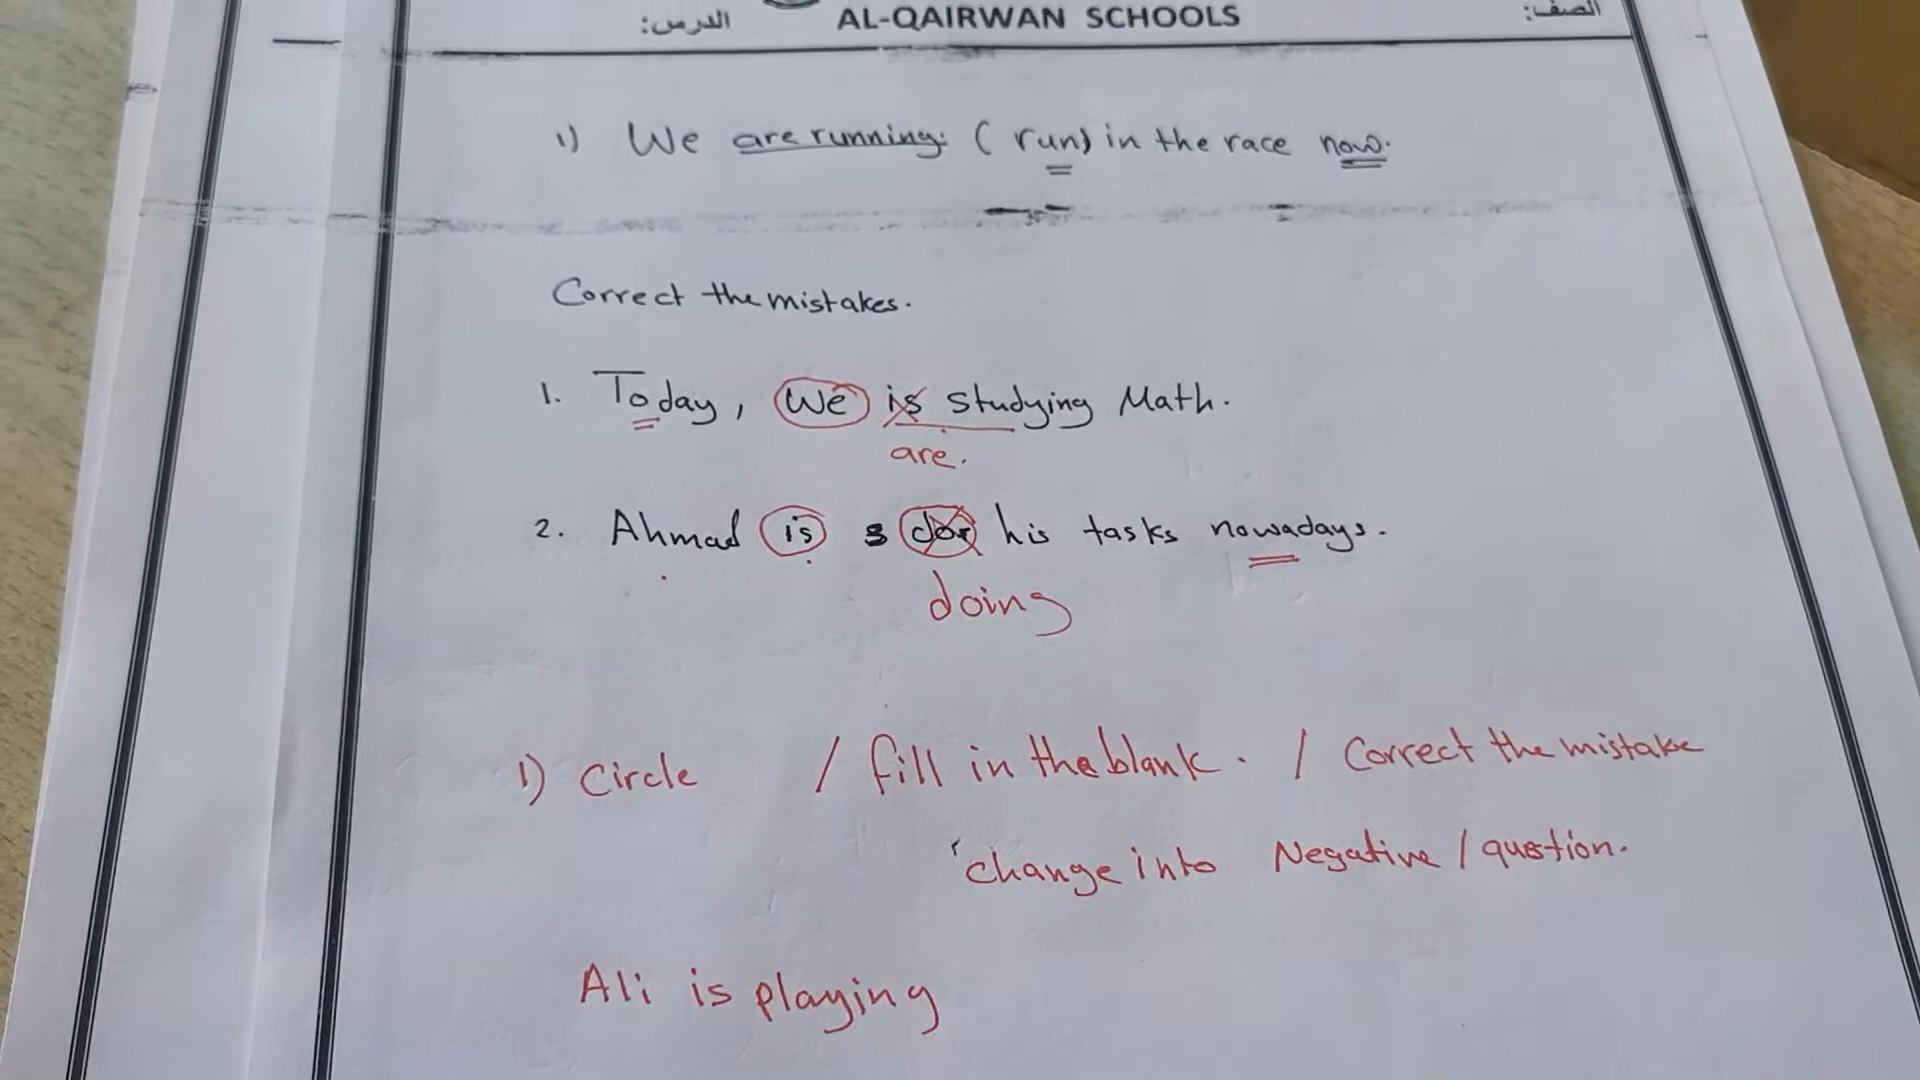 الدرس: AL-QAIRWAN SCHOOLS الصف:
1) We are running. (run) in the race now.
Correct the mistakes.
1. Today, We is studying Math.
are.
2. Ahmad is his tasks nowadays.
doing
1) Circle / fill in the blank. / Correct the mistake
change into Negative / question.
Ali is playing